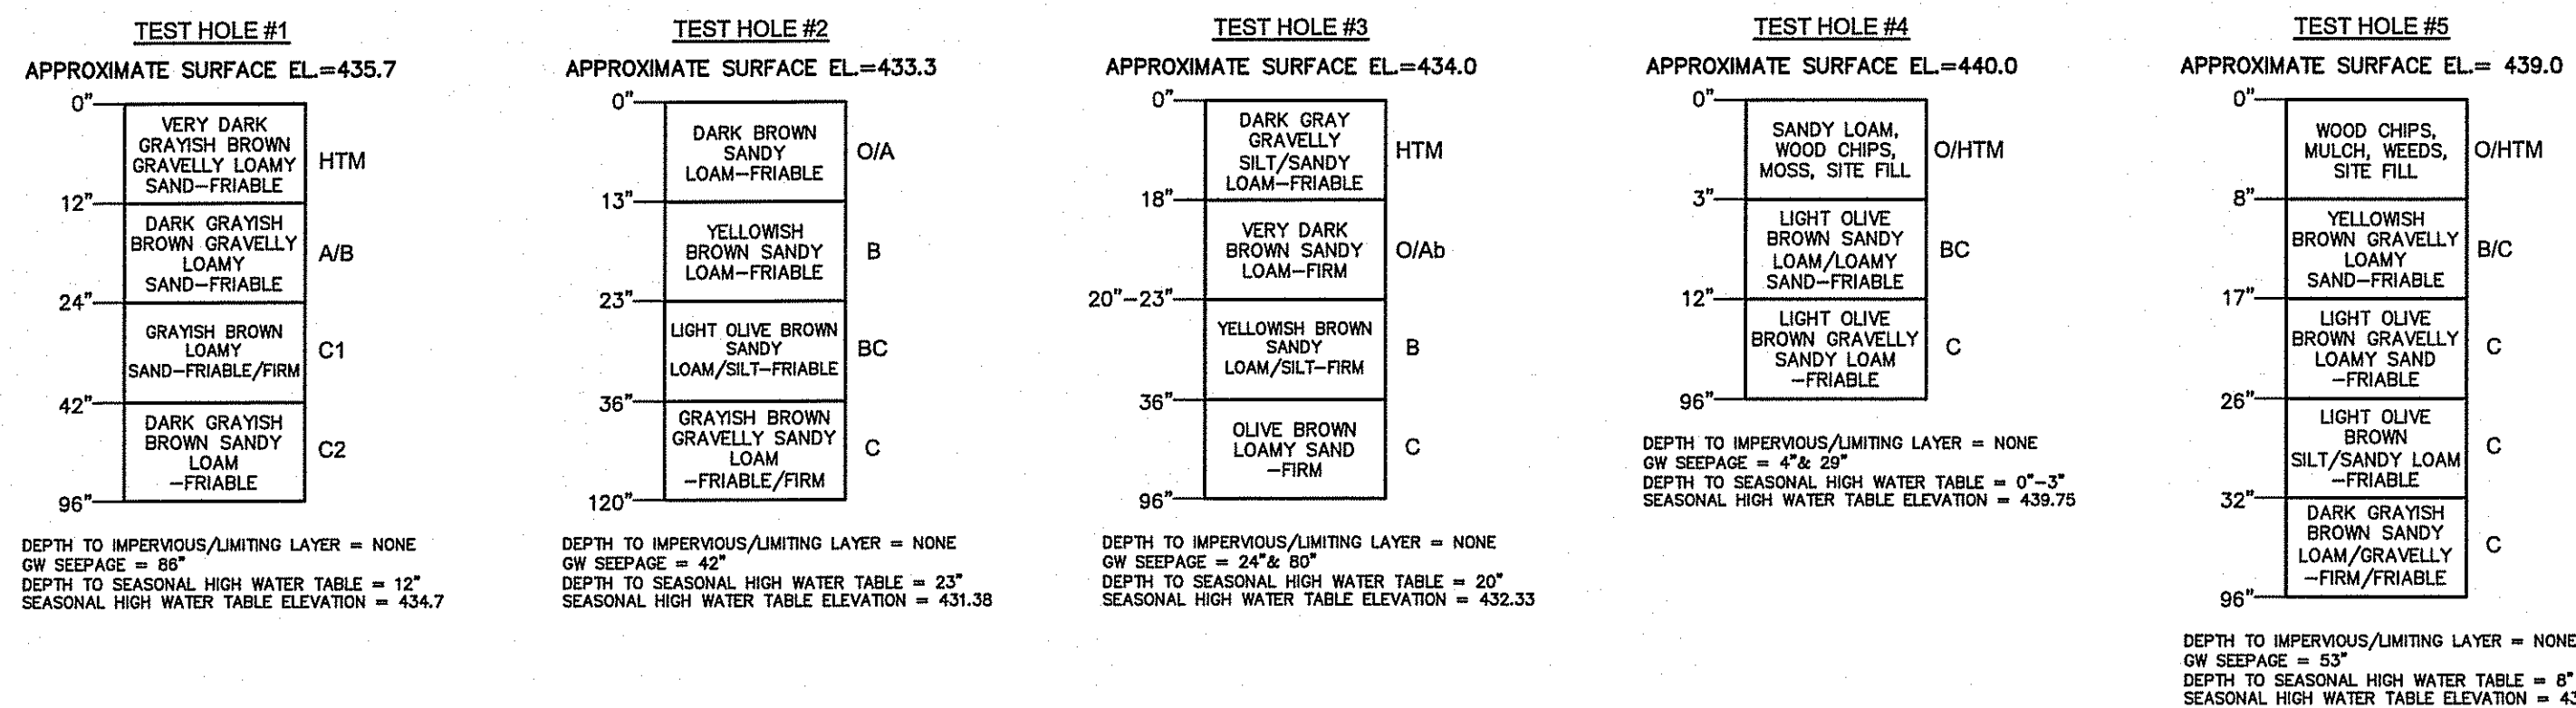 TEST HOLE #1
APPROXIMATE SURFACE EL.=435.7
0"
VERY DARK
GRAYISH BROWN
GRAVELLY LOAMY
SAND-FRIABLE
HTM
12"
DARK GRAYISH
BROWN GRAVELLY
LOAMY
SAND-FRIABLE
A/B
24"
GRAYISH BROWN
LOAMY
SAND-FRIABLE/FIRM
C1
42"
DARK GRAYISH
BROWN SANDY
LOAM
-FRIABLE
C2
96"
DEPTH TO IMPERVIOUS/LIMITING LAYER = NONE
GW SEEPAGE = 86"
DEPTH TO SEASONAL HIGH WATER TABLE = 12"
SEASONAL HIGH WATER TABLE ELEVATION = 434.7
TEST HOLE #2
APPROXIMATE SURFACE EL.=433.3
0"
DARK BROWN
SANDY
LOAM-FRIABLE
O/A
13"
YELLOWISH
BROWN SANDY
LOAM-FRIABLE
B
23"
LIGHT OLIVE BROWN
SANDY
LOAM/SILT-FRIABLE
BC
36"
GRAYISH BROWN
GRAVELLY SANDY
LOAM
-FRIABLE/FIRM
C
120"
DEPTH TO IMPERVIOUS/LIMITING LAYER = NONE
GW SEEPAGE = 42"
DEPTH TO SEASONAL HIGH WATER TABLE = 23"
SEASONAL HIGH WATER TABLE ELEVATION = 431.38
TEST HOLE #3
APPROXIMATE SURFACE EL.=434.0
0"
DARK GRAY
GRAVELLY
SILT/SANDY
LOAM-FRIABLE
HTM
18"
VERY DARK
BROWN SANDY
LOAM-FIRM
O/Ab
20"-23"
YELLOWISH BROWN
SANDY
LOAM/SILT-FIRM
B
36"
OLIVE BROWN
LOAMY SAND
-FIRM
C
96"
DEPTH TO IMPERVIOUS/LIMITING LAYER = NONE
GW SEEPAGE = 24"& 80"
DEPTH TO SEASONAL HIGH WATER TABLE = 20"
SEASONAL HIGH WATER TABLE ELEVATION = 432.33
TEST HOLE #4
APPROXIMATE SURFACE EL.=440.0
0"
SANDY LOAM,
WOOD CHIPS,
MOSS, SITE FILL
O/HTM
3"
LIGHT OLIVE
BROWN SANDY
LOAM/LOAMY
SAND-FRIABLE
BC
12"
LIGHT OLIVE
BROWN GRAVELLY
SANDY LOAM
-FRIABLE
C
96"
DEPTH TO IMPERVIOUS/LIMITING LAYER = NONE
GW SEEPAGE = 4"& 29"
DEPTH TO SEASONAL HIGH WATER TABLE = 0"-3"
SEASONAL HIGH WATER TABLE ELEVATION = 439.75
TEST HOLE #5
APPROXIMATE SURFACE EL.= 439.0
0"
WOOD CHIPS,
MULCH, WEEDS,
SITE FILL
O/HTM
8"
YELLOWISH
BROWN GRAVELLY
LOAMY
SAND-FRIABLE
B/C
17"
LIGHT OLIVE
BROWN GRAVELLY
LOAMY SAND
-FRIABLE
C
26"
LIGHT OLIVE
BROWN
SILT/SANDY LOAM
-FRIABLE
C
32"
DARK GRAYISH
BROWN SANDY
LOAM/GRAVELLY
-FIRM/FRIABLE
C
96"
DEPTH TO IMPERVIOUS/LIMITING LAYER = NONE
GW SEEPAGE = 53"
DEPTH TO SEASONAL HIGH WATER TABLE = 8"
SEASONAL HIGH WATER TABLE ELEVATION =